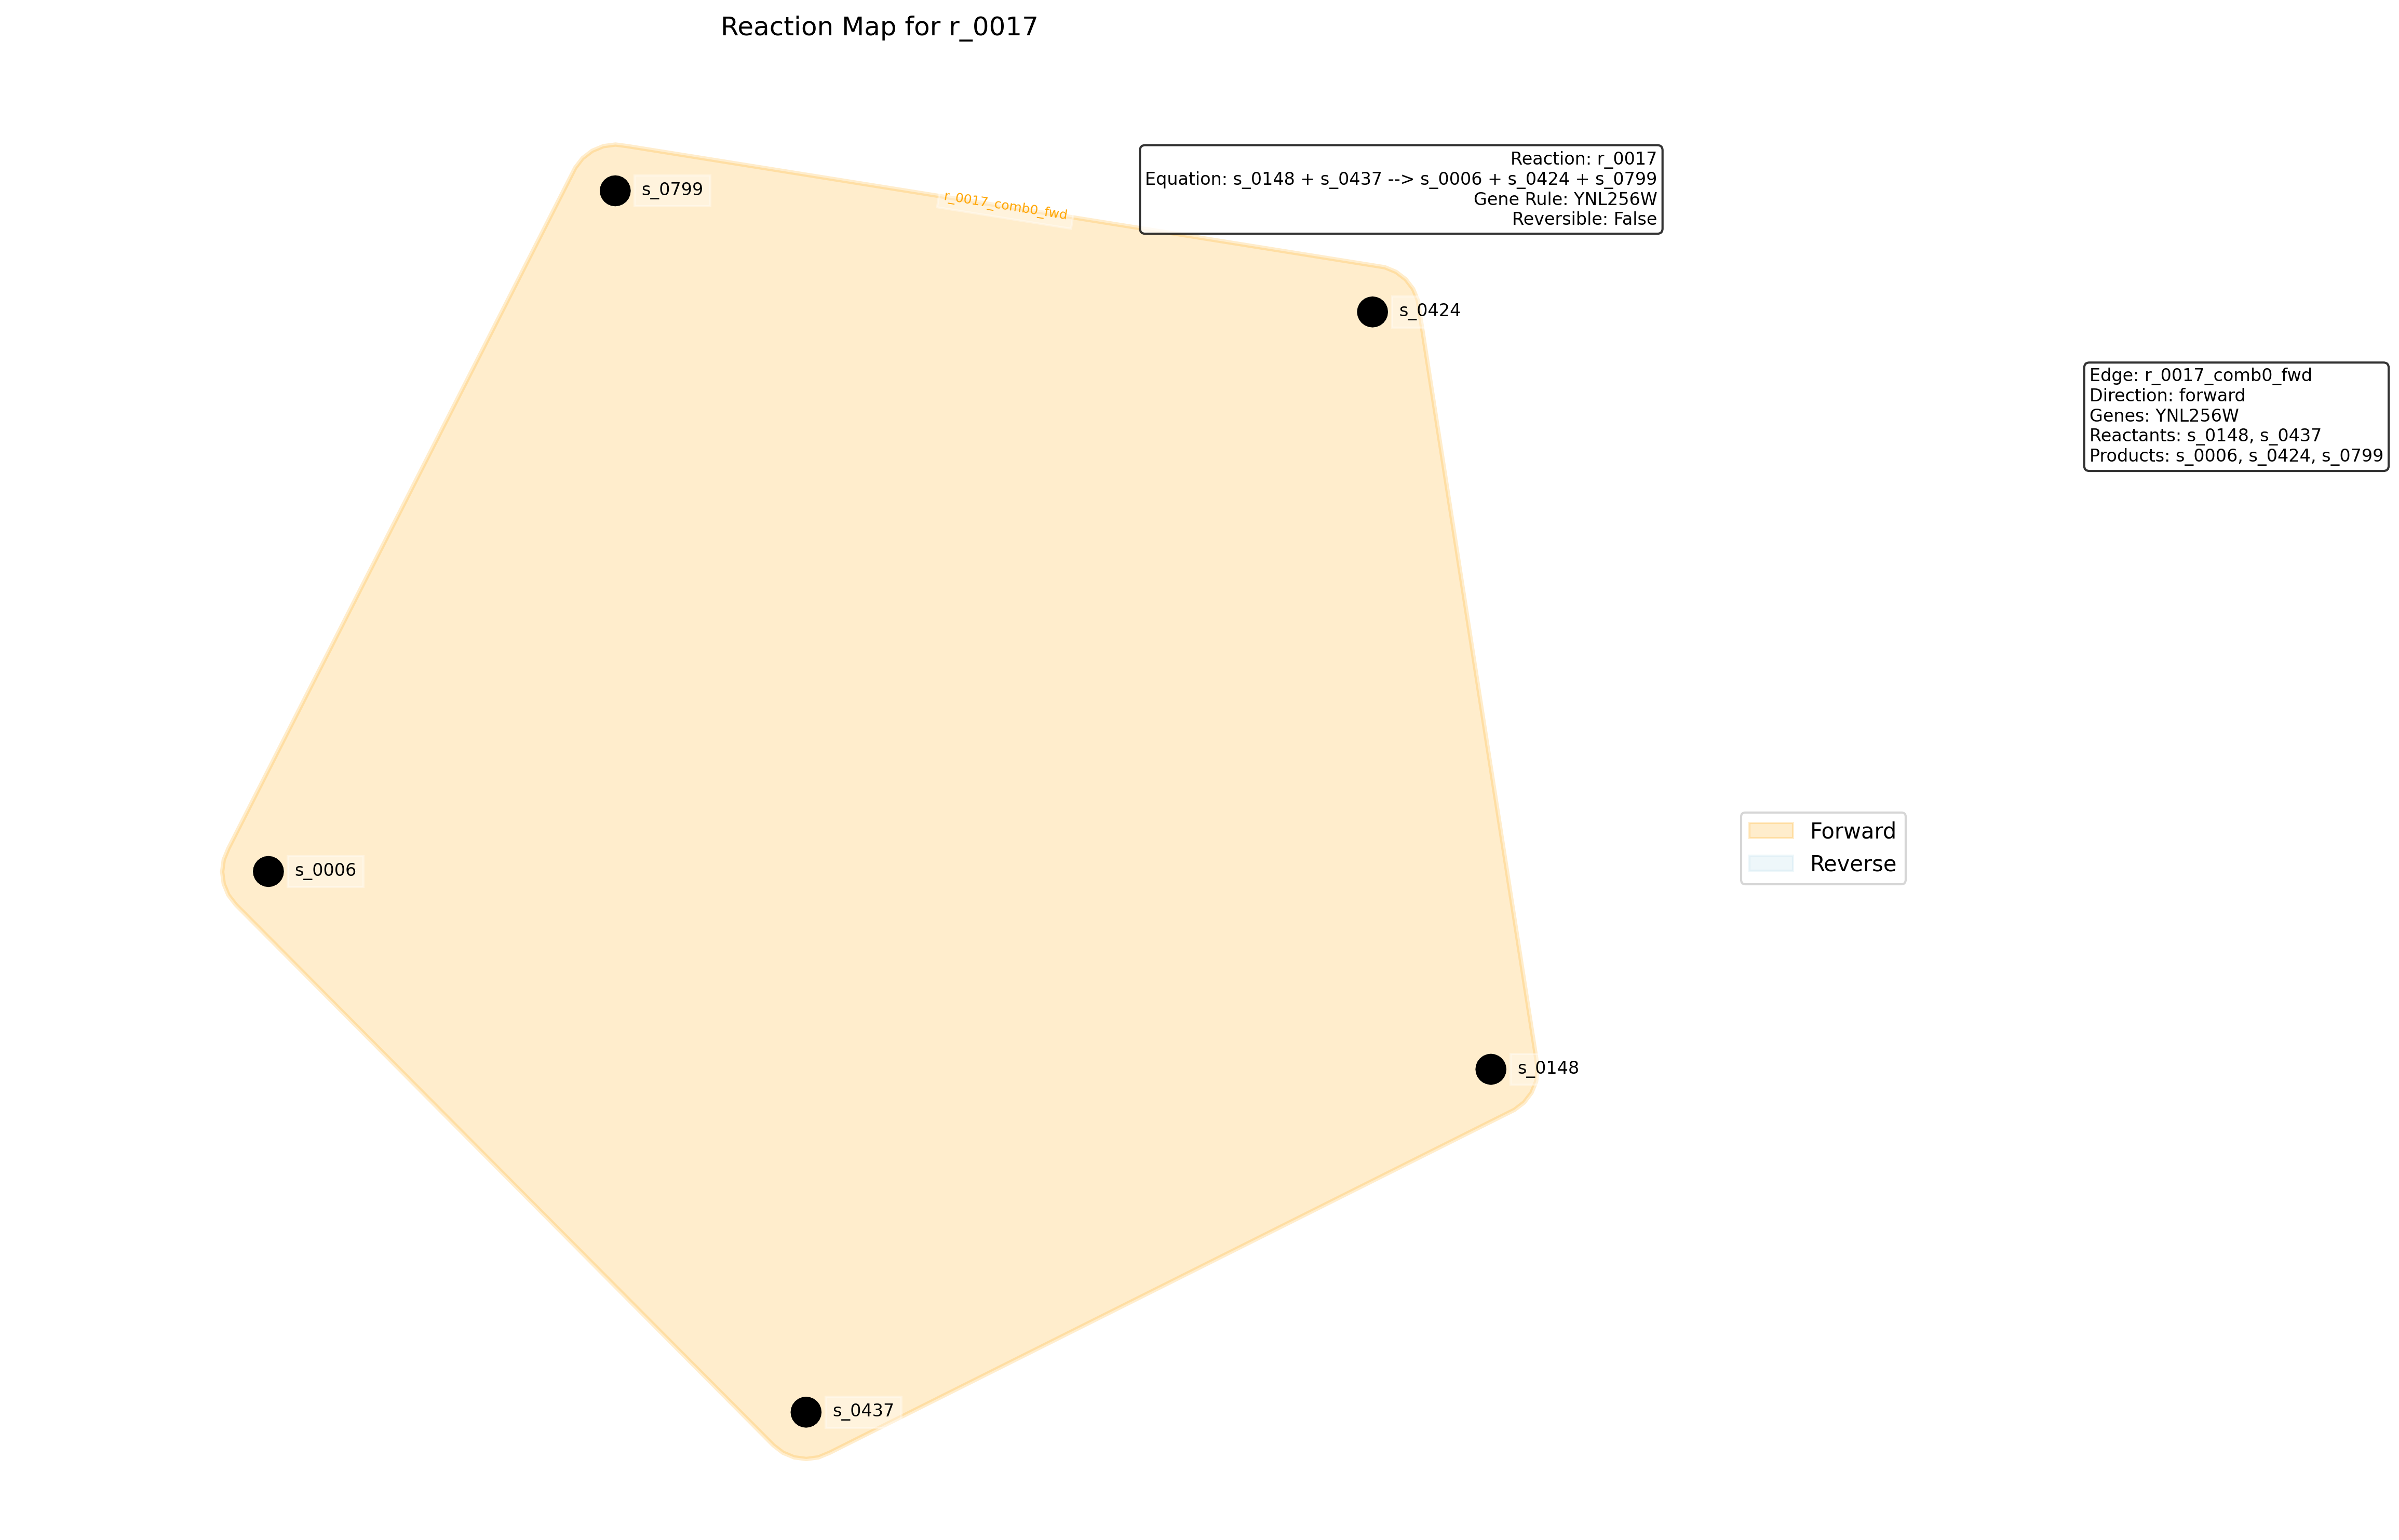 Reaction Map for r_0017
s_0799
r_0017_comb0_fwd
Reaction: r_0017
Equation: s_0148 + s_0437 --> s_0006 + s_0424 + s_0799
Gene Rule: YNL256W
Reversible: False
s_0424
Edge: r_0017_comb0_fwd
Direction: forward
Genes: YNL256W
Reactants: s_0148, s_0437
Products: s_0006, s_0424, s_0799
Forward
Reverse
s_0006
s_0148
s_0437